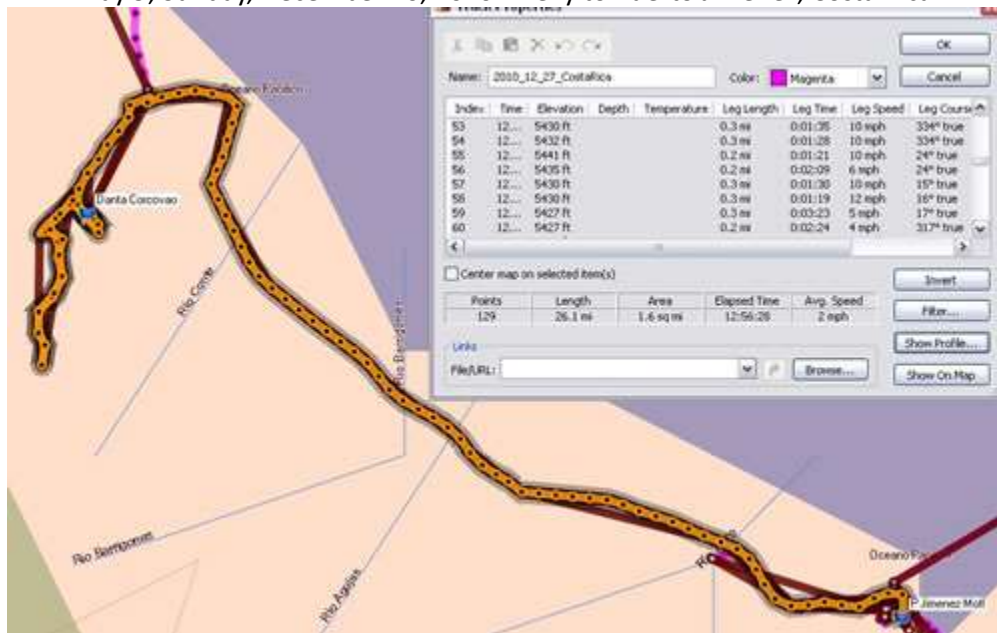 Track Properties
OK
Name: 2010_12_27_CostaRica Color: Magenta Cancel
Index Time Elevation Depth Temperature Leg Length Leg Time Leg Speed Leg Course
53 12... 5430 ft 0.3 mi 0:01:35 10 mph 334° true
54 12... 5432 ft 0.3 mi 0:01:28 10 mph 334° true
55 12... 5441 ft 0.2 mi 0:01:21 10 mph 24° true
56 12... 5435 ft 0.2 mi 0:02:09 6 mph 24° true
57 12... 5430 ft 0.3 mi 0:01:30 10 mph 15° true
58 12... 5430 ft 0.3 mi 0:01:19 12 mph 16° true
59 12... 5427 ft 0.3 mi 0:03:23 5 mph 17° true
60 12... 5427 ft 0.2 mi 0:02:24 4 mph 317° true
Center map on selected item(s)
Invert
Points Length Area Elapsed Time Avg. Speed
129 26.1 mi 1.6 sq mi 12:56:28 2 mph
Filter...
Links
Show Profile...
File/URL: Browse...
Show On Map
Oceano Pacifico
Danta Corcovao
Rio Conte
Rio Barrigones
Rio Barrigones
Rio Agujas
Oceano
P.Jimenez Moll